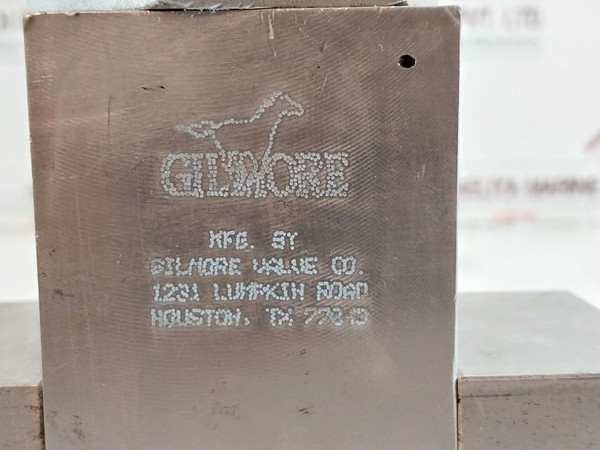 GILMORE
MFG. BY
GILMORE VALVE CO.
1231 LUMPKIN ROAD
HOUSTON, TX